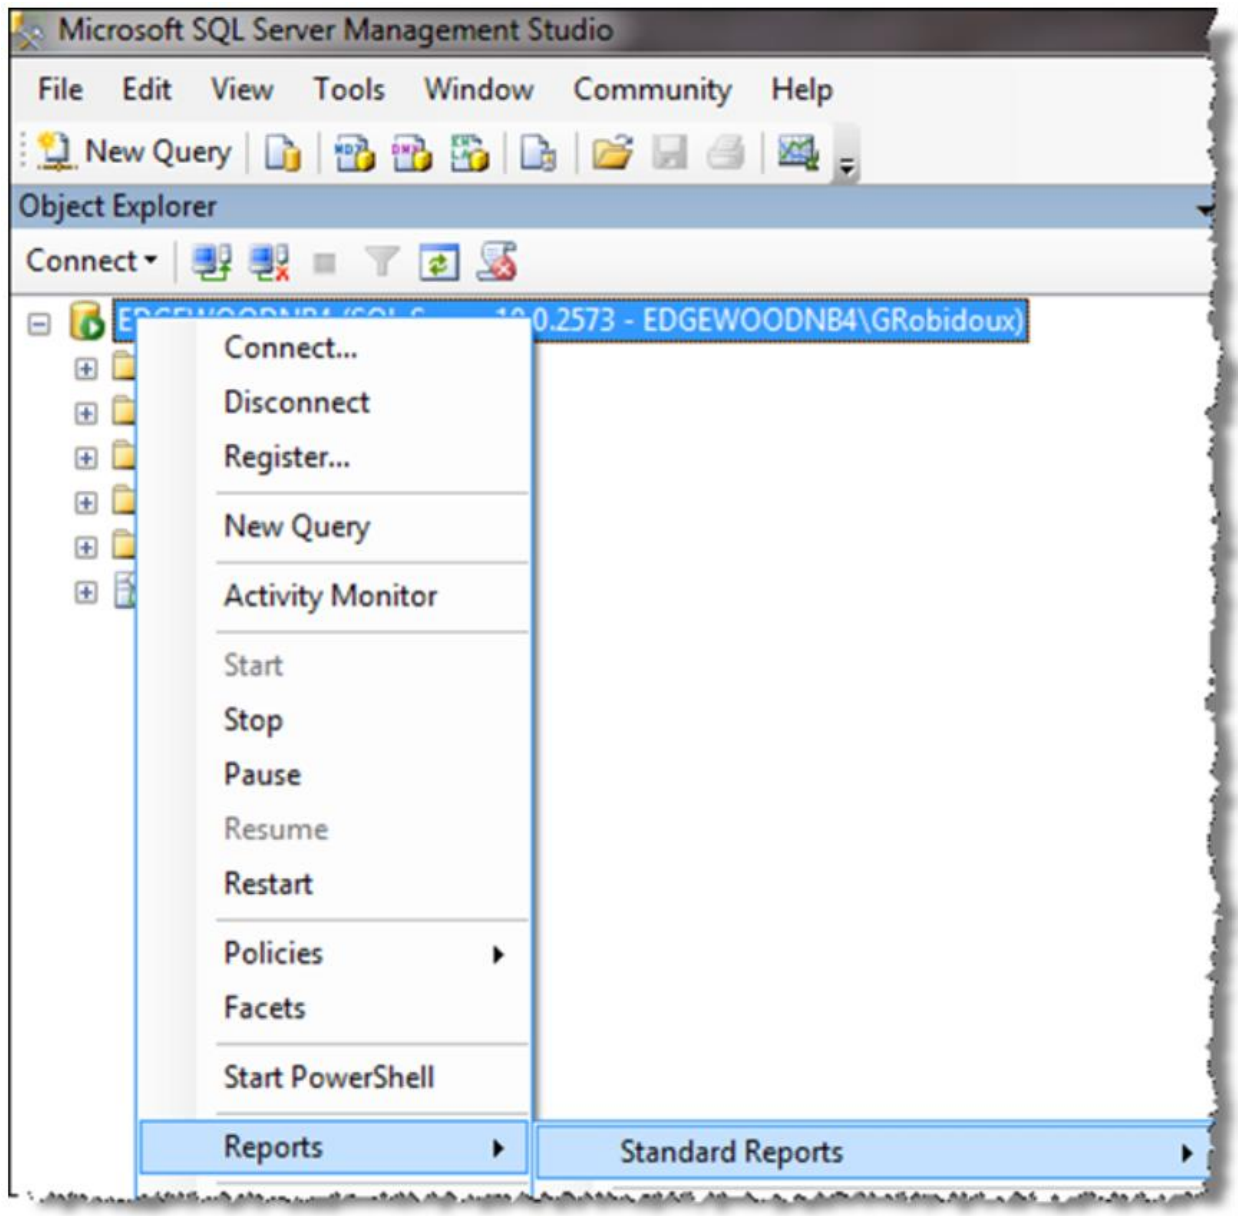 Microsoft SQL Server Management Studio
File Edit View Tools Window Community Help
New Query
Object Explorer
Connect
0.2573 - EDGEWOODNB4\GRobidoux)
Connect...
Disconnect
Register...
New Query
Activity Monitor
Start
Stop
Pause
Resume
Restart
Policies
Facets
Start PowerShell
Reports
Standard Reports